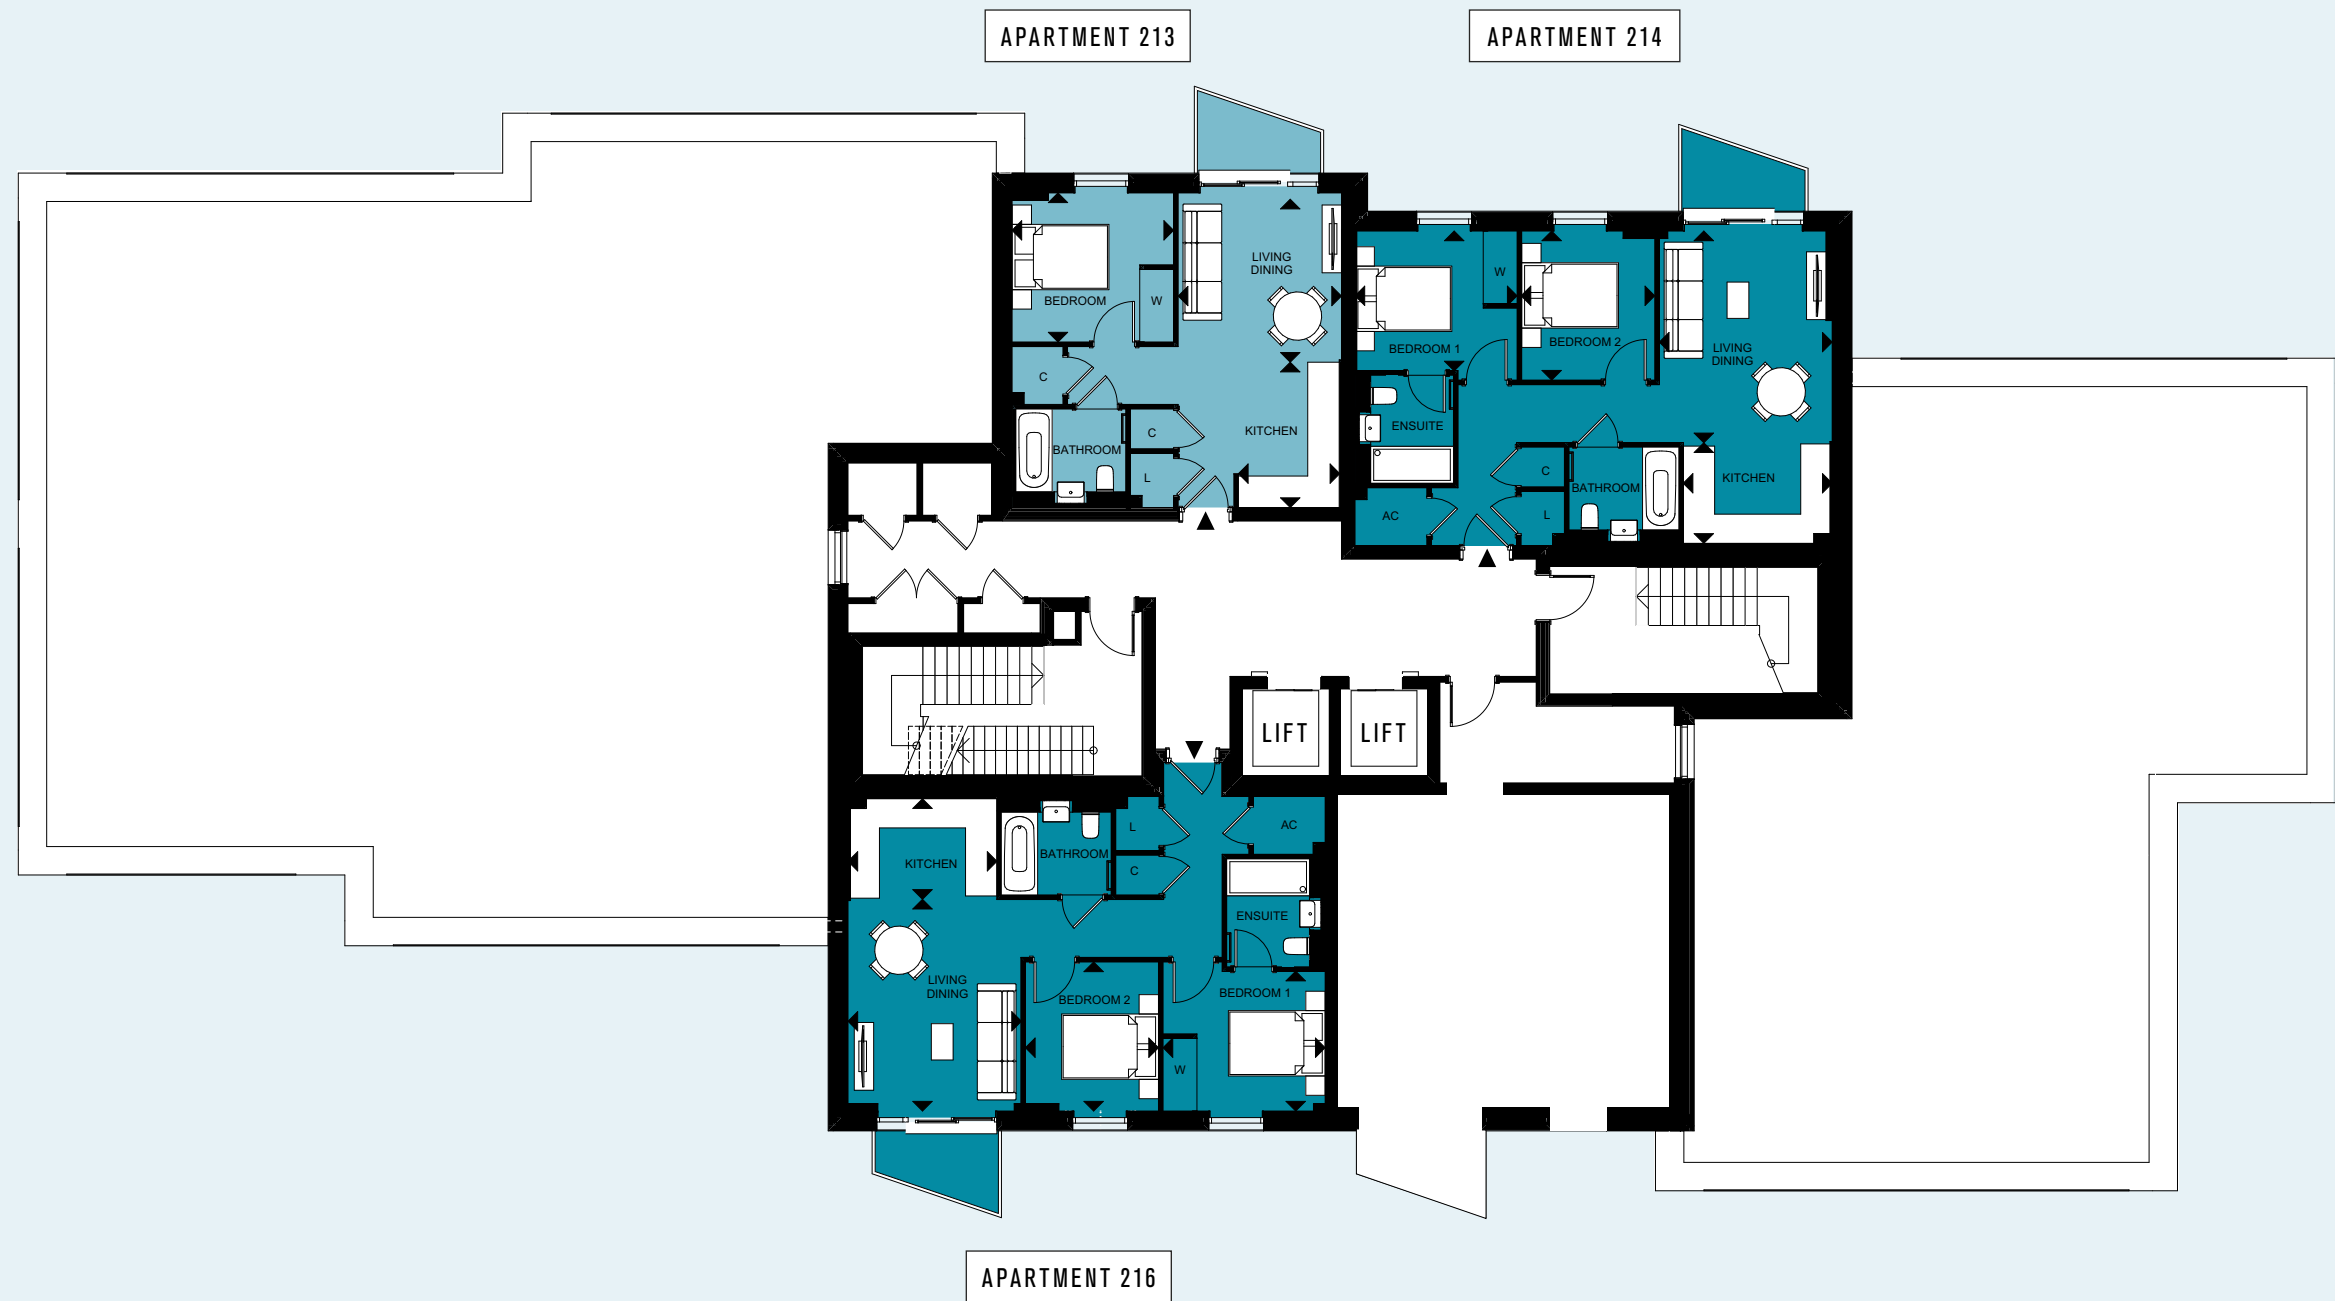 APARTMENT 213
APARTMENT 214
LIVING
DINING
BEDROOM
W
C
C
BATHROOM
KITCHEN
L
W
BEDROOM 1
BEDROOM 2
LIVING
DINING
ENSUITE
C
BATHROOM
KITCHEN
AC
L
LIFT
LIFT
L
AC
KITCHEN
BATHROOM
C
ENSUITE
LIVING
DINING
BEDROOM 2
BEDROOM 1
W
APARTMENT 216